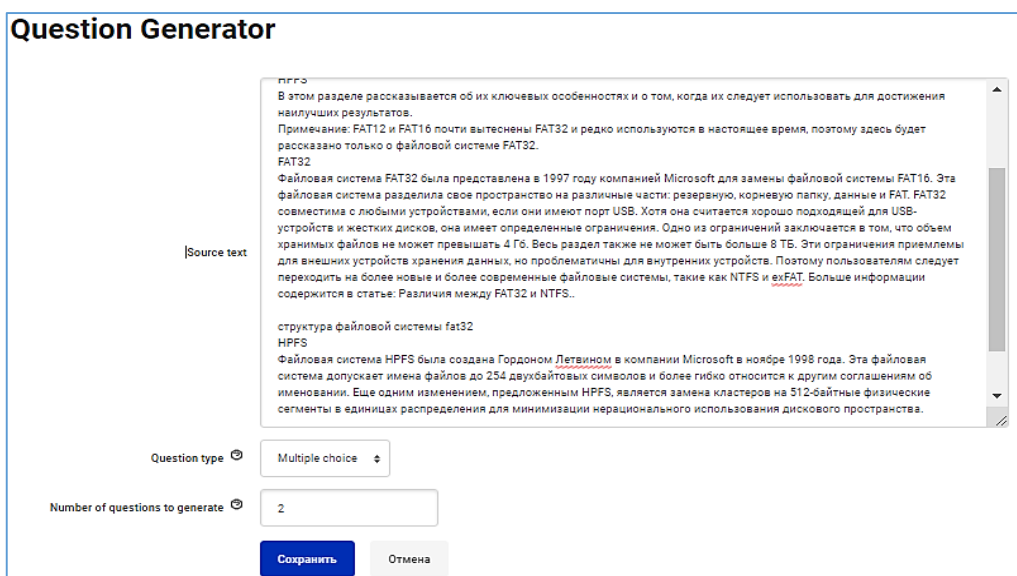 Question Generator
HPFS
В этом разделе рассказывается об их ключевых особенностях и о том, когда их следует использовать для достижения
наилучших результатов.
Примечание: FAT12 и FAT16 почти вытеснены FAT32 и редко используются в настоящее время, поэтому здесь будет
рассказано только о файловой системе FAT32.
FAT32
Файловая система FAT32 была представлена в 1997 году компанией Microsoft для замены файловой системы FAT16. Эта
файловая система разделила свое пространство на различные части: резервную, корневую папку, данные и FAT. FAT32
совместима с любыми устройствами, если они имеют порт USB. Хотя она считается хорошо подходящей для USB-
устройств и жестких дисков, она имеет определенные ограничения. Одно из ограничений заключается в том, что объем
хранимых файлов не может превышать 4 Гб. Весь раздел также не может быть больше 8 ТБ. Эти ограничения приемлемы
для внешних устройств хранения данных, но проблематичны для внутренних устройств. Поэтому пользователям следует
переходить на более новые и более современные файловые системы, такие как NTFS и exFAT. Больше информации
содержится в статье: Различия между FAT32 и NTFS..
структура файловой системы fat32
HPFS
Файловая система HPFS была создана Гордоном Летвином в компании Microsoft в ноябре 1998 года. Эта файловая
система допускает имена файлов до 254 двухбайтовых символов и более гибко относится к другим соглашениям об
именовании. Еще одним изменением, предложенным HPFS, является замена кластеров на 512-байтные физические
сегменты в единицах распределения для минимизации нерационального использования дискового пространства.
Source text
Question type
Multiple choice
Number of questions to generate
2
Сохранить
Отмена